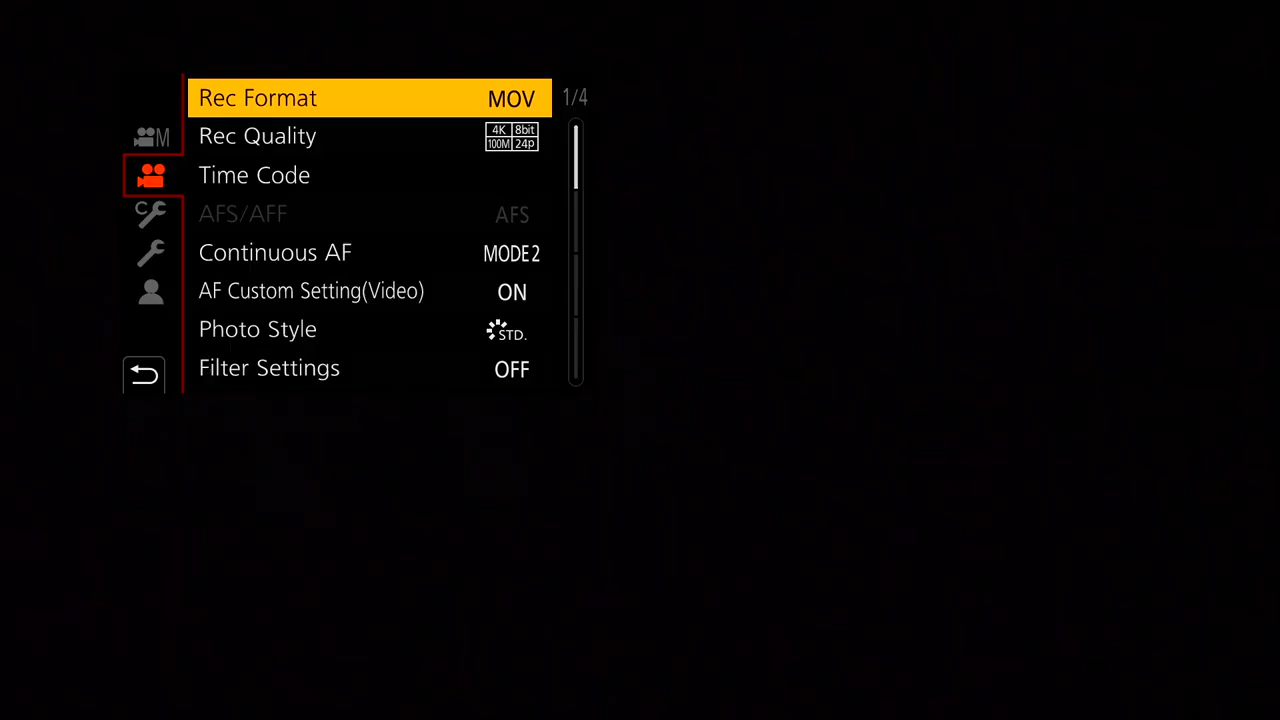 Rec Format MOV 1/4
M
Rec Quality 4K 8bit 100M 24p
Time Code
C
AFS/AFF AFS
Continuous AF MODE2
AF Custom Setting(Video) ON
Photo Style STD.
Filter Settings OFF